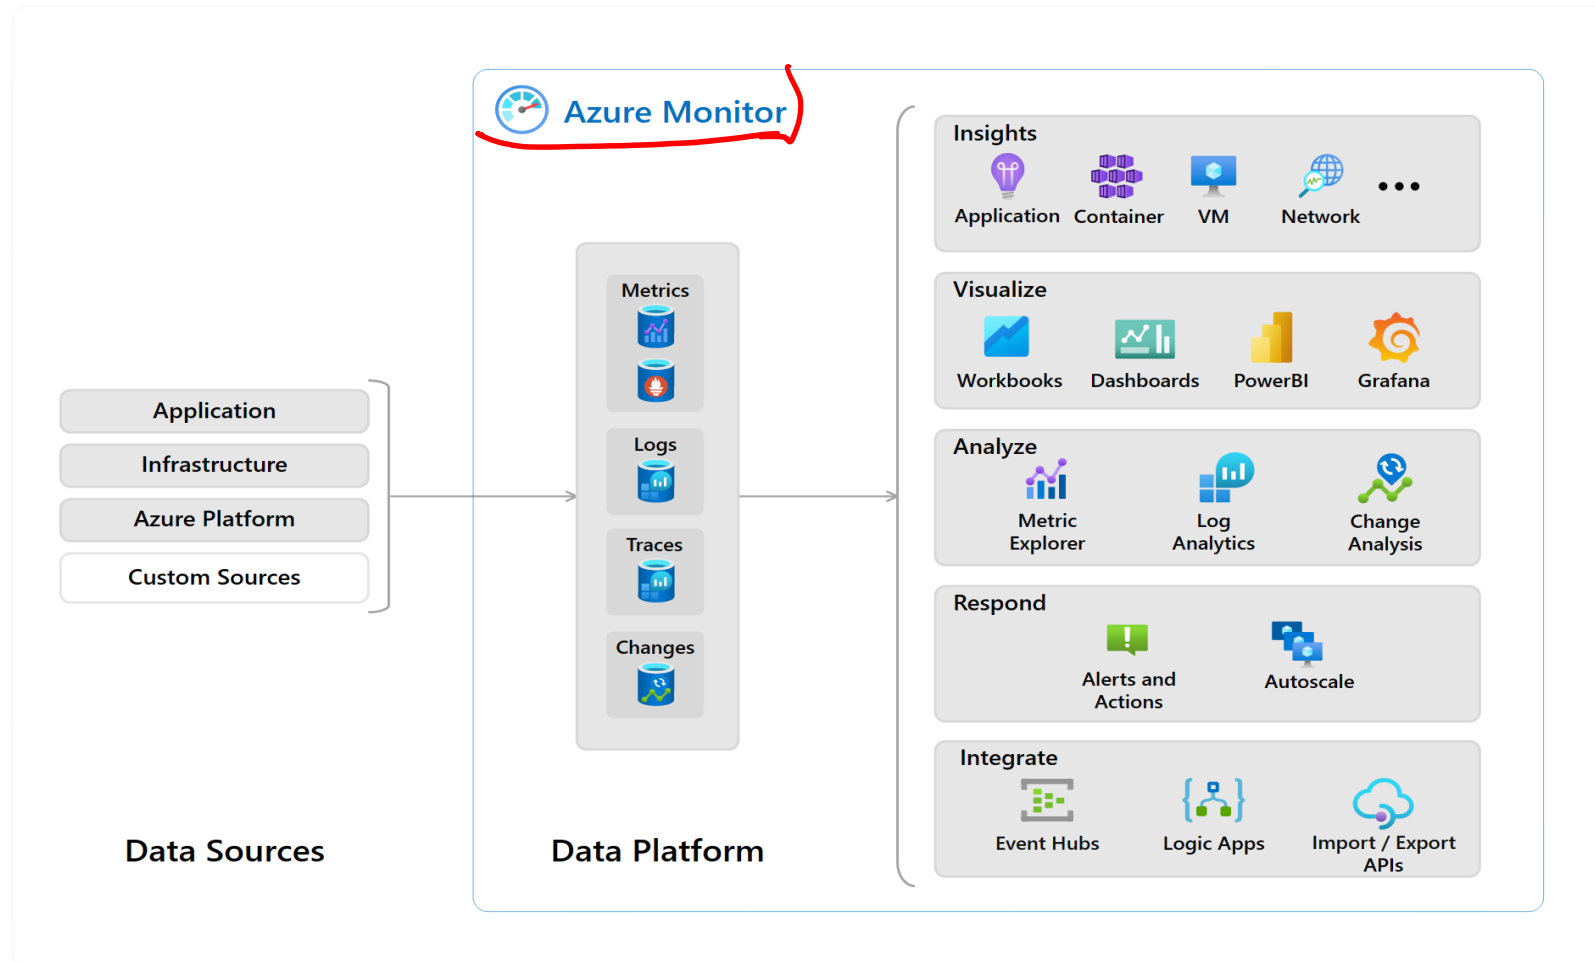 Azure Monitor
Application
Infrastructure
Azure Platform
Custom Sources
Data Sources
Metrics
Logs
Traces
Changes
Data Platform
Insights
Application
Container
VM
Network
Visualize
Workbooks
Dashboards
PowerBI
Grafana
Analyze
Metric
Explorer
Log
Analytics
Change
Analysis
Respond
Alerts and
Actions
Autoscale
Integrate
Event Hubs
Logic Apps
Import / Export
APIs